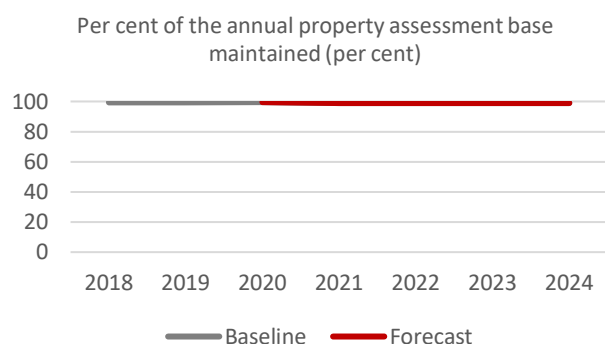 Per cent of the annual property assessment base
maintained (per cent)
100
80
60
40
20
0
2018 2019 2020 2021 2022 2023 2024
Baseline Forecast